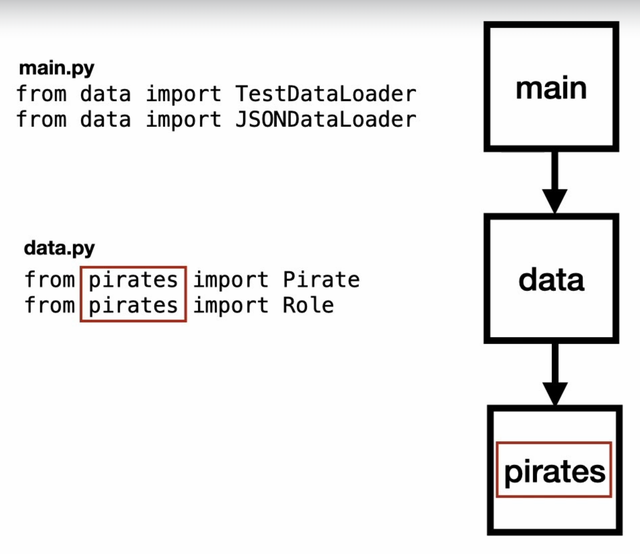 main.py
from data import TestDataLoader
from data import JSONDataLoader
main
data.py
from pirates import Pirate
from pirates import Role
data
pirates